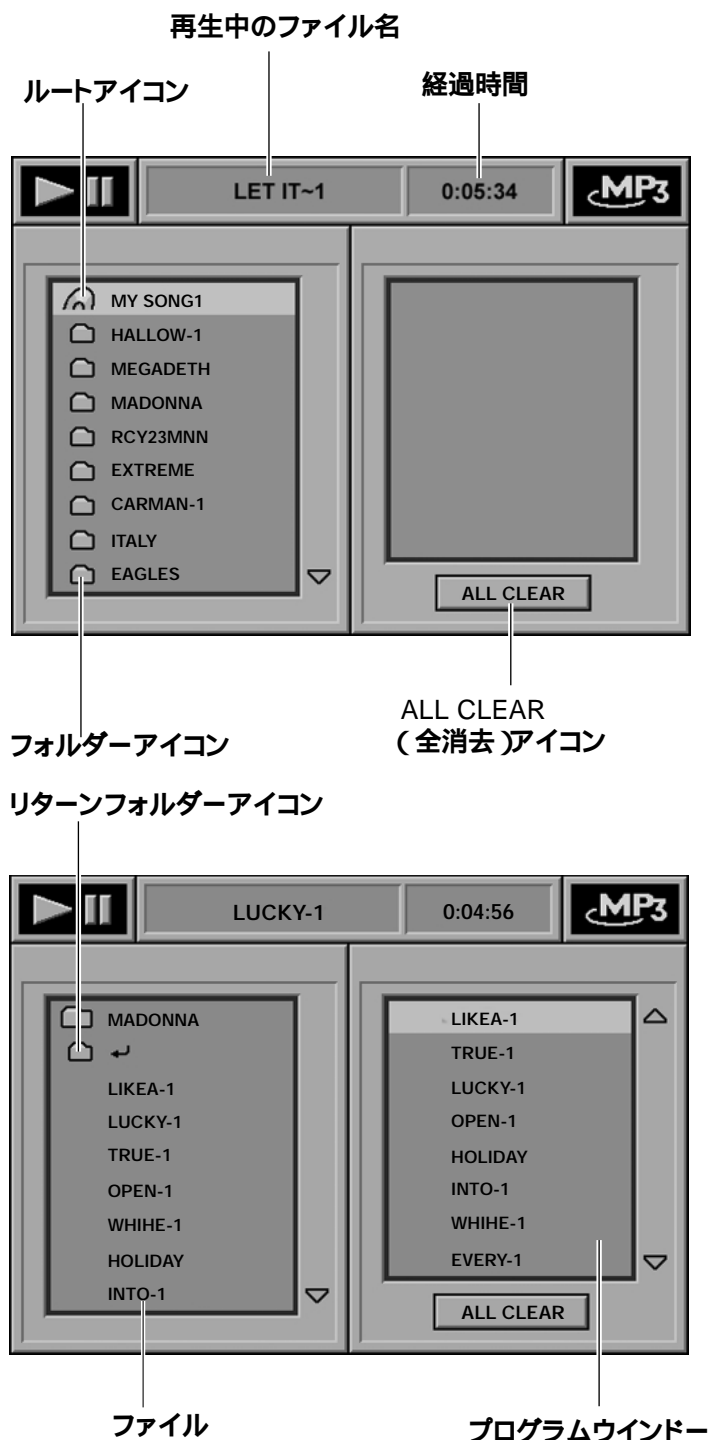 再生中のファイル名
ルートアイコン
経過時間
LET IT~1
0:05:34
MP3
MY SONG1
HALLOW-1
MEGADETH
MADONNA
RCY23MNN
EXTREME
CARMAN-1
ITALY
EAGLES
ALL CLEAR
フォルダーアイコン
ALL CLEAR
(全消去)アイコン
リターンフォルダーアイコン
LUCKY-1
0:04:56
MP3
MADONNA
LIKEA-1
LUCKY-1
TRUE-1
OPEN-1
WHIHE-1
HOLIDAY
INTO-1
LIKEA-1
TRUE-1
LUCKY-1
OPEN-1
HOLIDAY
INTO-1
WHIHE-1
EVERY-1
ALL CLEAR
ファイル
プログラムウインドー